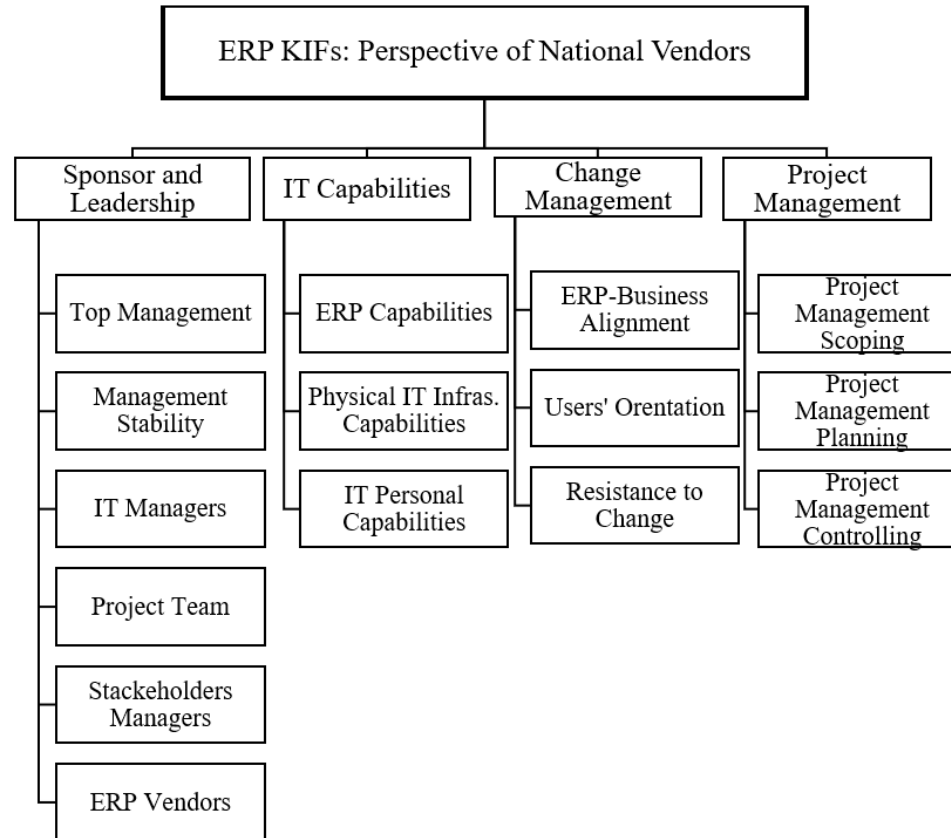 ERP KIFs: Perspective of National Vendors
Sponsor and
Leadership
Top Management
Management
Stability
IT Managers
Project Team
Stackeholders
Managers
ERP Vendors
IT Capabilities
ERP Capabilities
Physical IT Infras.
Capabilities
IT Personal
Capabilities
Change
Management
ERP-Business
Alignment
Users' Orentation
Resistance to
Change
Project
Management
Project
Management
Scoping
Project
Management
Planning
Project
Management
Controlling